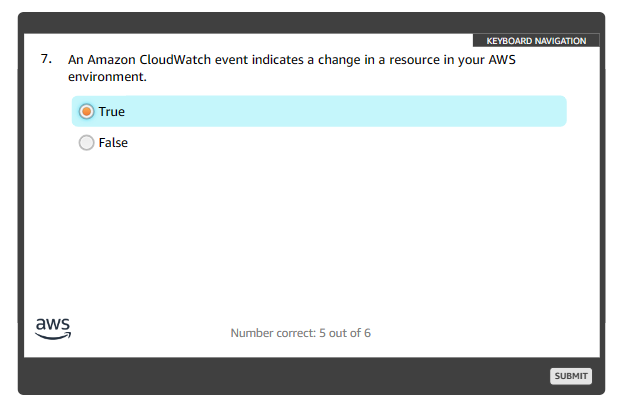 KEYBOARD NAVIGATION
7. An Amazon CloudWatch event indicates a change in a resource in your AWS
environment.
True
False
aws
Number correct: 5 out of 6
SUBMIT